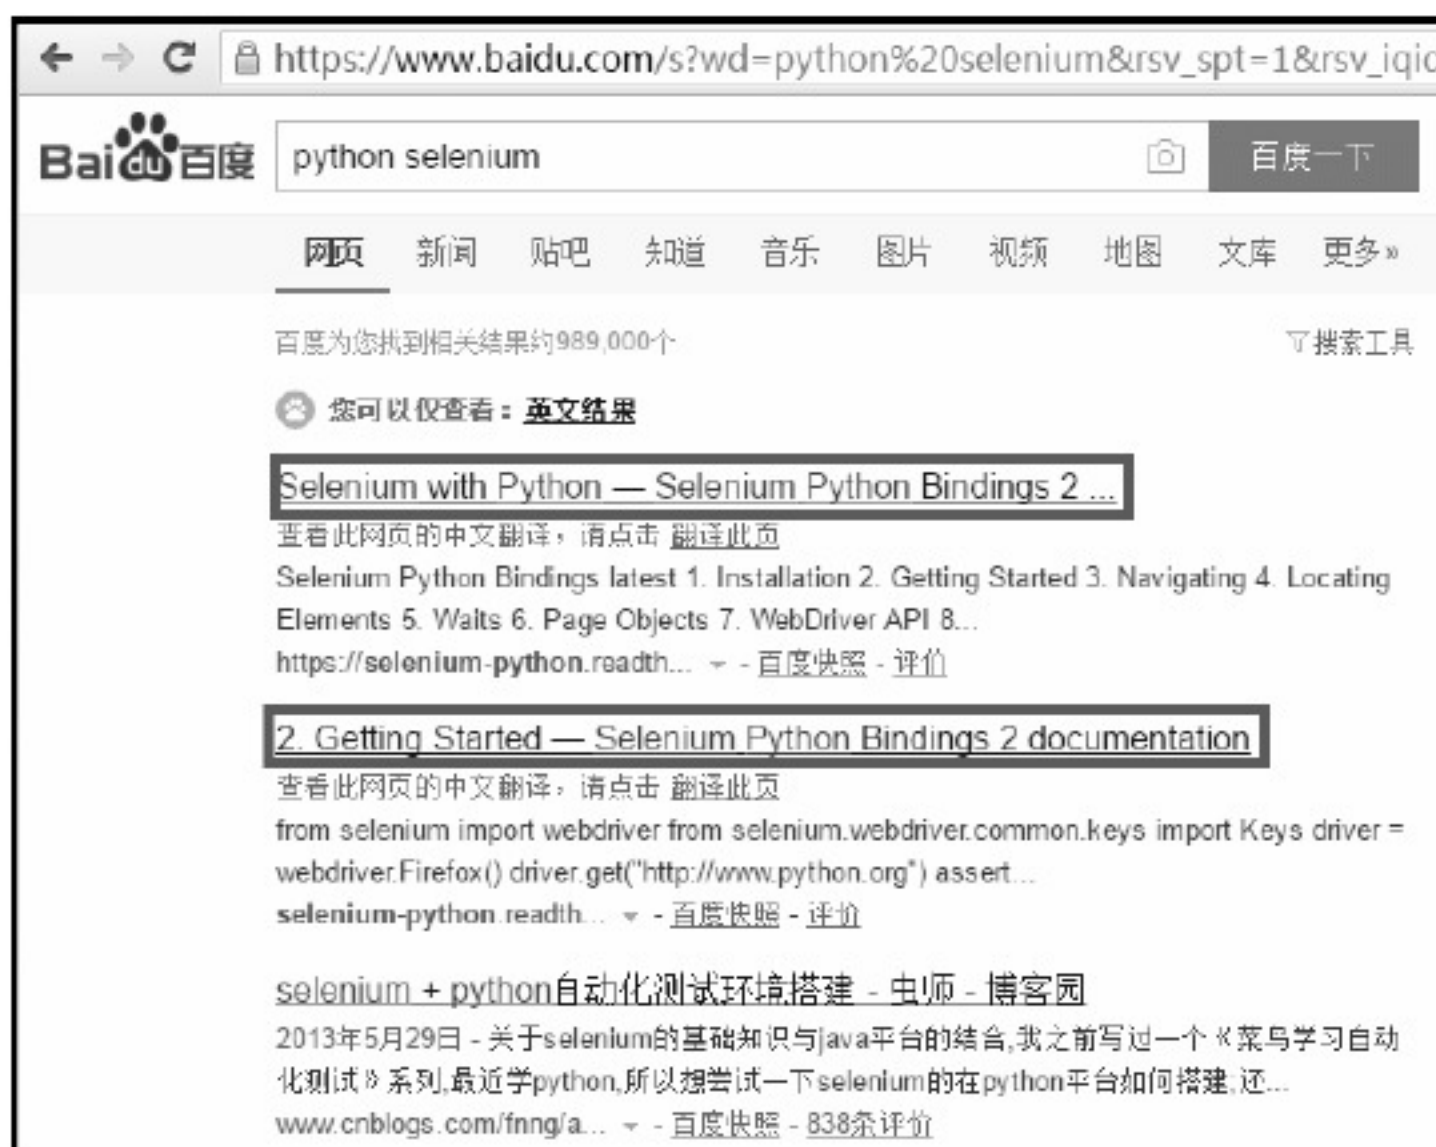 https://www.baidu.com/s?wd=python%20selenium&rsv_spt=1&rsv_iqid
Bai du 百度 python selenium 百度一下
网页 新闻 贴吧 知道 音乐 图片 视频 地图 文库 更多»
百度为您找到相关结果约989,000个 搜索工具
您可以仅查看：英文结果
Selenium with Python — Selenium Python Bindings 2 ...
查看此网页的中文翻译，请点击 翻译此页
Selenium Python Bindings latest 1. Installation 2. Getting Started 3. Navigating 4. Locating
Elements 5. Waits 6. Page Objects 7. WebDriver API 8...
https://selenium-python.readth... - 百度快照 - 评价
2. Getting Started — Selenium Python Bindings 2 documentation
查看此网页的中文翻译，请点击 翻译此页
from selenium import webdriver from selenium.webdriver.common.keys import Keys driver =
webdriver.Firefox() driver.get("http://www.python.org") assert...
selenium-python.readth... - 百度快照 - 评价
selenium + python自动化测试环境搭建 - 虫师 - 博客园
2013年5月29日 - 关于selenium的基础知识与java平台的结合,我之前写过一个《菜鸟学习自动
化测试》系列,最近学python,所以想尝试一下selenium的在python平台如何搭建;还...
www.cnblogs.com/fnng/a... - 百度快照 - 838条评价